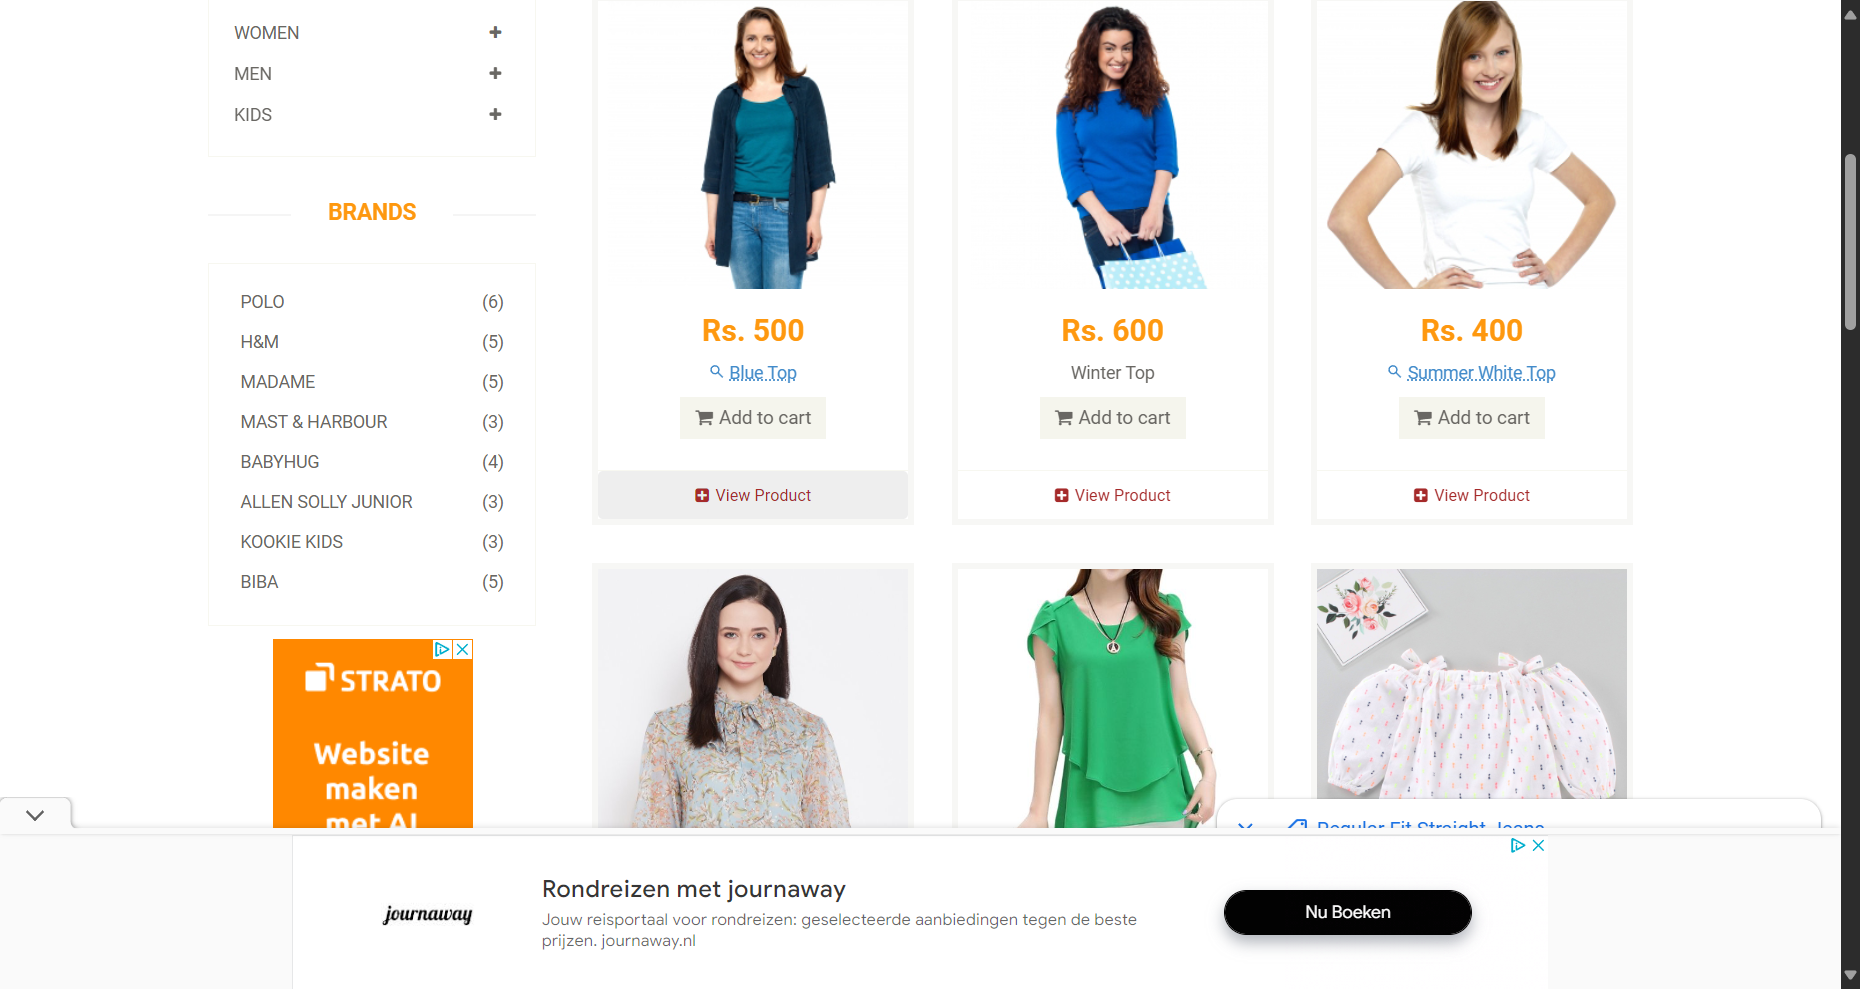 WOMEN
MEN
KIDS
BRANDS
POLO (6)
H&M (5)
MADAME (5)
MAST & HARBOUR (3)
BABYHUG (4)
ALLEN SOLLY JUNIOR (3)
KOOKIE KIDS (3)
BIBA (5)
STRATO
Website
maken
met AI
Rs. 500
Blue Top
Add to cart
View Product
Rs. 600
Winter Top
Add to cart
View Product
Rs. 400
Summer White Top
Add to cart
View Product
Regular Fit Straight Jeans
journaway
Rondreizen met journaway
Jouw reisportaal voor rondreizen: geselecteerde aanbiedingen tegen de beste
prijzen. journaway.nl
Nu Boeken